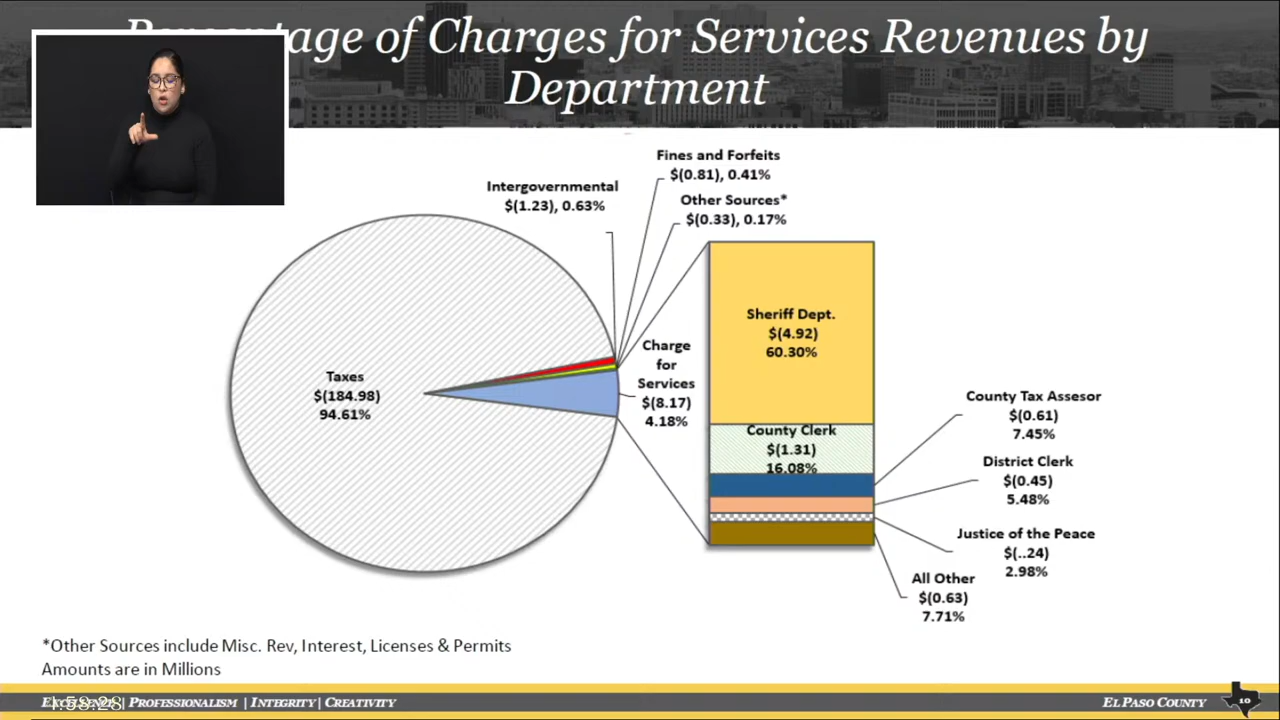 age of Charges for Services Revenues by
Department
Fines and Forfeits
$(0.81), 0.41%
Intergovernmental
$(1.23), 0.63%
Other Sources*
$(0.33), 0.17%
Sheriff Dept.
$(4.92)
60.30%
Charge
for
Services
$(8.17)
4.18%
Taxes
$(184.98)
94.61%
County Clerk
$(1.31)
16.08%
County Tax Assesor
$(0.61)
7.45%
District Clerk
$(0.45)
5.48%
Justice of the Peace
$(..24)
2.98%
All Other
$(0.63)
7.71%
*Other Sources include Misc. Rev, Interest, Licenses & Permits
Amounts are in Millions
| PROFESSIONALISM | INTEGRITY | CREATIVITY
EL PASO COUNTY
10